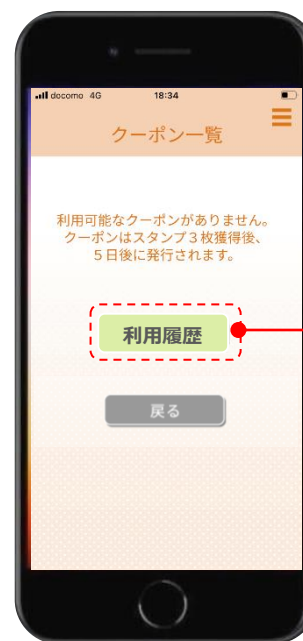 docomo 4G 18:34
クーポン一覧
利用可能なクーポンがありません。
クーポンはスタンプ3枚獲得後、
5日後に発行されます。
利用履歴
戻る